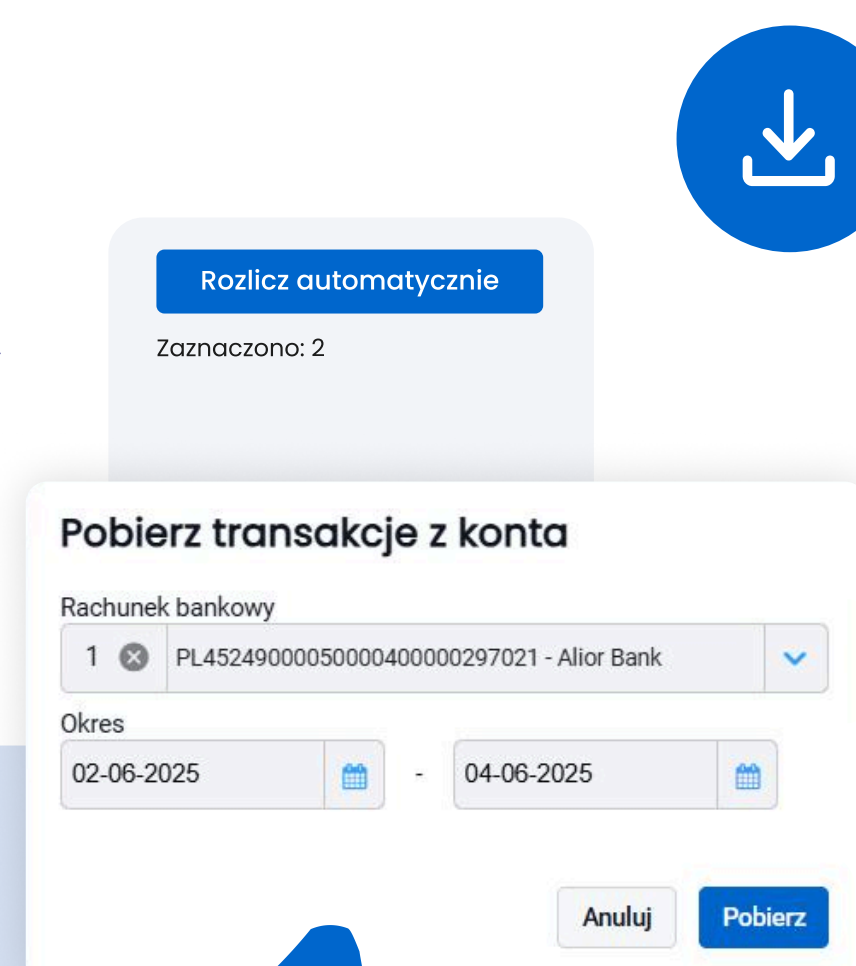 Rozlicz automatycznie
Zaznaczono: 2
Pobierz transakcje z konta
Rachunek bankowy
1 PL45249000050000400000297021 - Alior Bank
Okres
02-06-2025 - 04-06-2025
Anuluj Pobierz